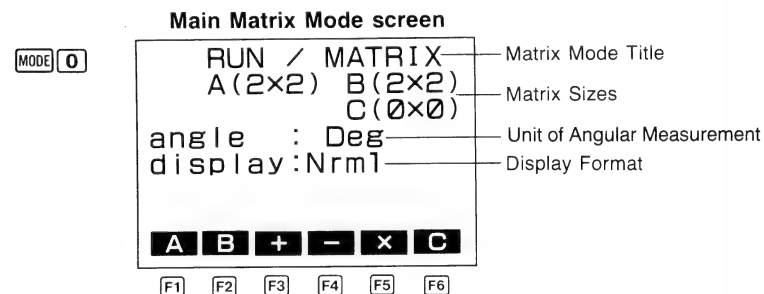 Main Matrix Mode screen
MODE 0
RUN / MATRIX
Matrix Mode Title
A(2×2) B(2×2)
C(0×0)
Matrix Sizes
angle : Deg
Unit of Angular Measurement
display:Nrm1
Display Format
A B + − × C
F1 F2 F3 F4 F5 F6